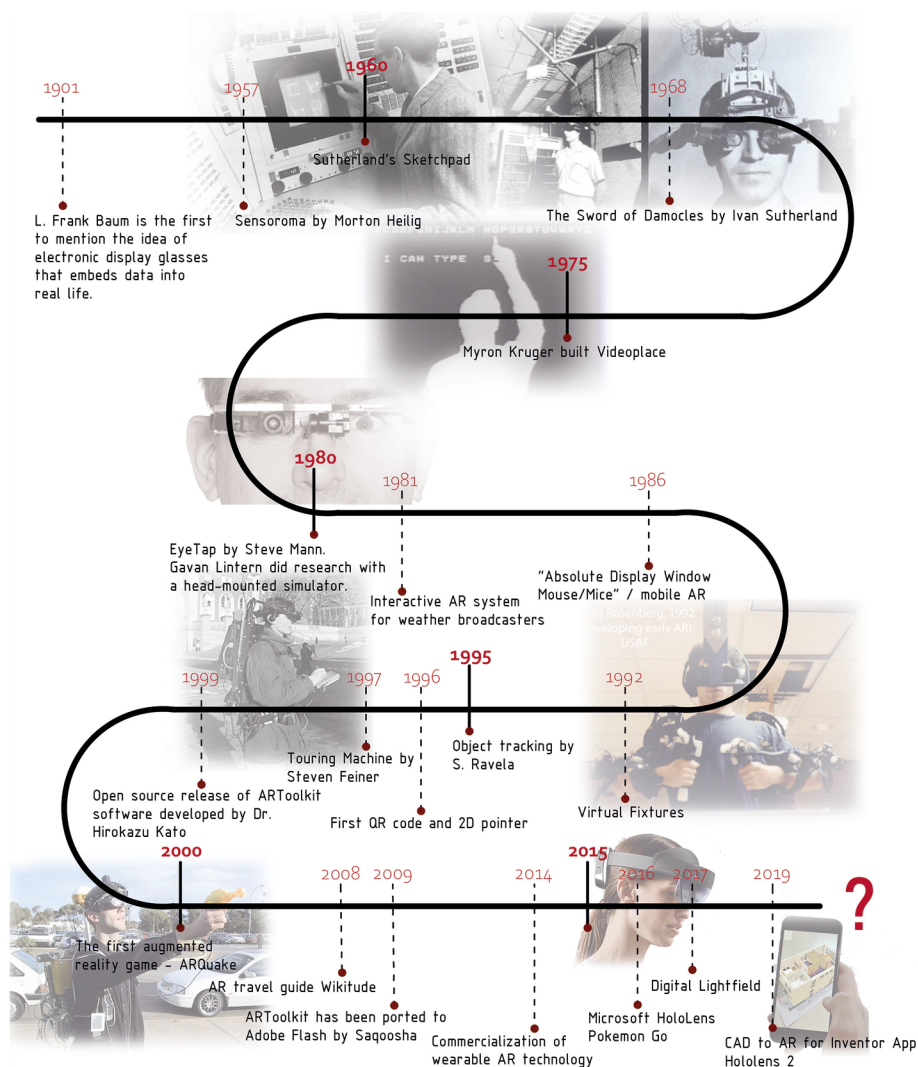 1901
1957
1960
1968
Sutherland's Sketchpad
L. Frank Baum is the first
to mention the idea of
electronic display glasses
that embeds data into
real life.
Sensoroma by Morton Heilig
The Sword of Damocles by Ivan Sutherland
I CAN TYPE
1975
Myron Kruger built Videoplace
1980
1981
1986
EyeTap by Steve Mann.
Gavan Lintern did research with
a head-mounted simulator.
Interactive AR system
for weather broadcasters
"Absolute Display Window
Mouse/Mice" / mobile AR
Rosenberg, 1992
developing early AR
USAF
1999
1997
1996
1995
1992
Open source release of ARToolkit
software developed by Dr.
Hirokazu Kato
Touring Machine by
Steven Feiner
First QR code and 2D pointer
Object tracking by
S. Ravela
Virtual Fixtures
2000
2008
2009
2014
2015
2016
2017
2019
?
The first augmented
reality game - ARQuake
AR travel guide Wikitude
ARToolkit has been ported to
Adobe Flash by Saqoosha
Commercialization of
wearable AR technology
Microsoft HoloLens
Pokemon Go
Digital Lightfield
CAD to AR for Inventor App
Hololens 2